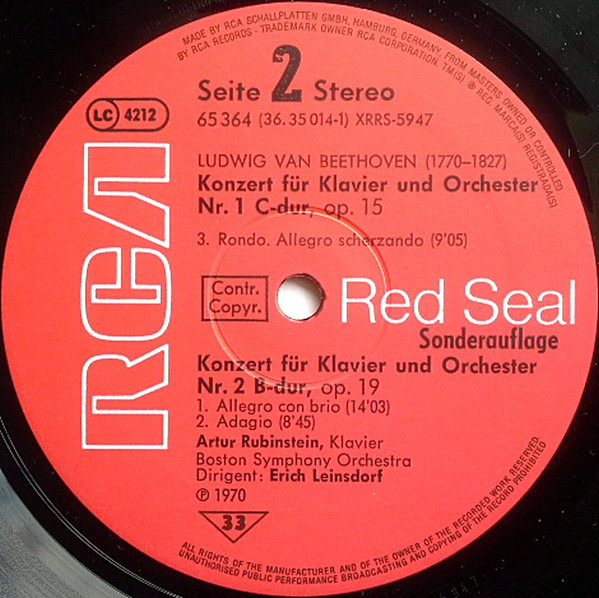 MADE BY RCA SCHALLPLATTEN GMBH, HAMBURG, GERMANY FROM MASTERS OWNED OR CONTROLLED
BY RCA RECORDS - TRADEMARK OWNER RCA CORPORATION, TM(S) ® REG. MARCA(S) REGISTRADA(S)
Seite 2 Stereo
LC 4212
65 364 (36. 35 014-1) XRRS-5947
LUDWIG VAN BEETHOVEN (1770–1827)
Konzert für Klavier und Orchester
Nr. 1 C-dur, op. 15
3. Rondo. Allegro scherzando (9'05)
RCA
Contr.
Copyr.
Red Seal
Sonderauflage
Konzert für Klavier und Orchester
Nr. 2 B-dur, op. 19
1. Allegro con brio (14'03)
2. Adagio (8'45)
Artur Rubinstein, Klavier
Boston Symphony Orchestra
Dirigent: Erich Leinsdorf
℗ 1970
33
ALL RIGHTS OF THE MANUFACTURER AND OF THE OWNER OF THE RECORDED WORK RESERVED
UNAUTHORISED PUBLIC PERFORMANCE BROADCASTING AND COPYING OF THE RECORD PROHIBITED